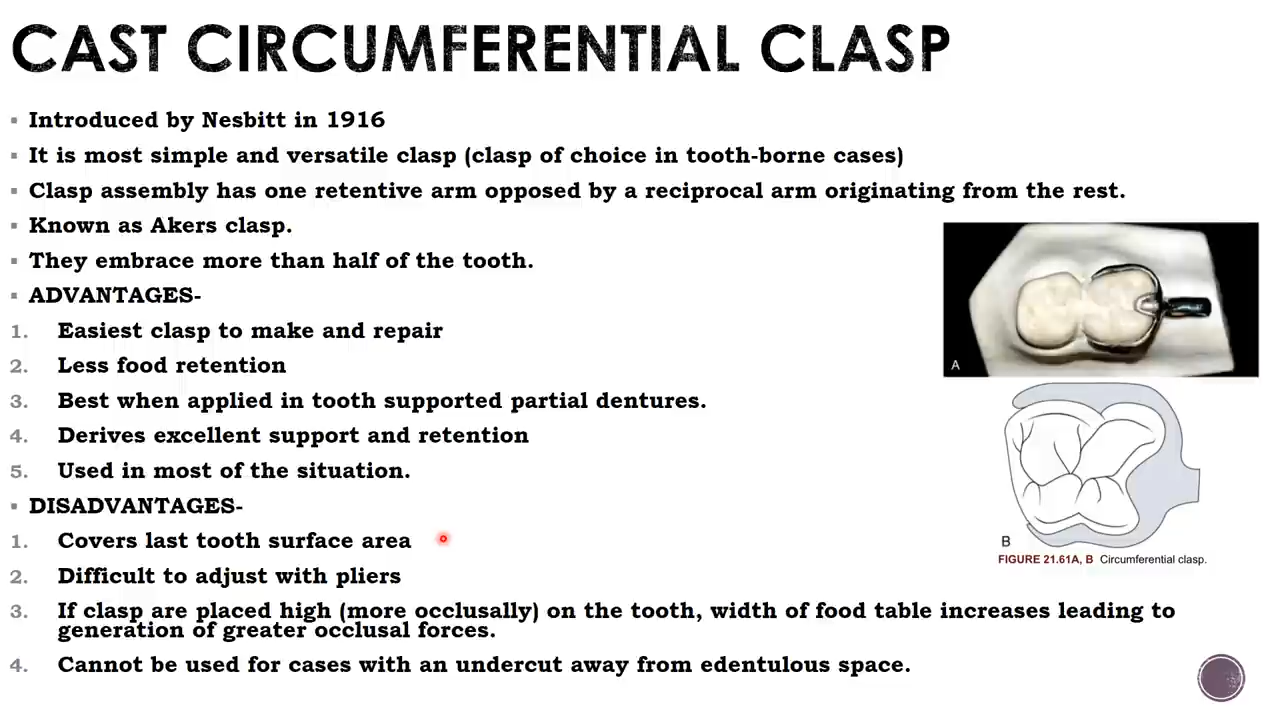 CAST CIRCUMFERENTIAL CLASP
▪ Introduced by Nesbitt in 1916
▪ It is most simple and versatile clasp (clasp of choice in tooth-borne cases)
▪ Clasp assembly has one retentive arm opposed by a reciprocal arm originating from the rest.
▪ Known as Akers clasp.
▪ They embrace more than half of the tooth.
▪ ADVANTAGES-
1. Easiest clasp to make and repair
2. Less food retention
3. Best when applied in tooth supported partial dentures.
4. Derives excellent support and retention
5. Used in most of the situation.
▪ DISADVANTAGES-
1. Covers last tooth surface area
2. Difficult to adjust with pliers
3. If clasp are placed high (more occlusally) on the tooth, width of food table increases leading to
generation of greater occlusal forces.
4. Cannot be used for cases with an undercut away from edentulous space.
A
B
FIGURE 21.61A, B Circumferential clasp.